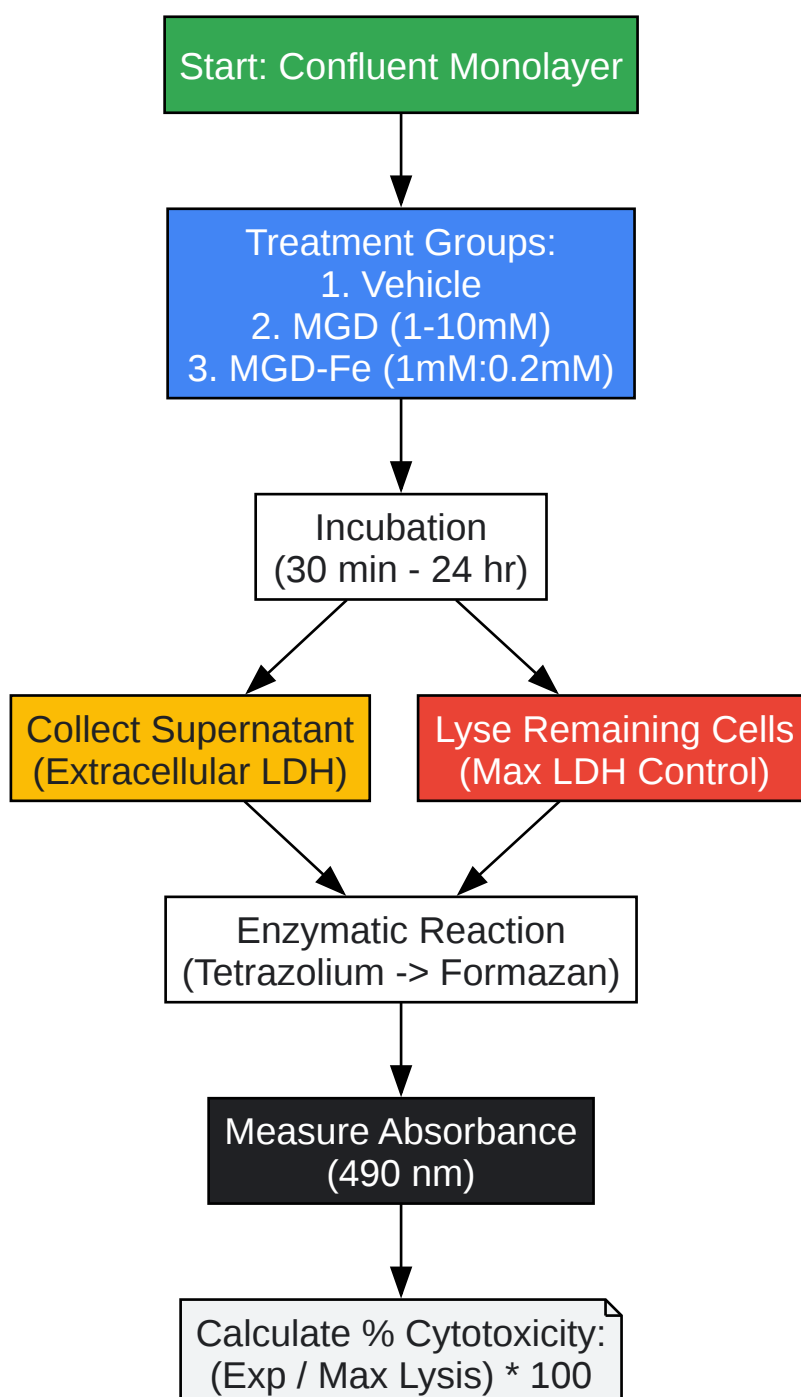 Start: Confluent Monolayer
Treatment Groups:
1. Vehicle
2. MGD (1-10mM)
3. MGD-Fe (1mM:0.2mM)
Incubation
(30 min - 24 hr)
Collect Supernatant
(Extracellular LDH)
Lyse Remaining Cells
(Max LDH Control)
Enzymatic Reaction
(Tetrazolium -> Formazan)
Measure Absorbance
(490 nm)
Calculate % Cytotoxicity:
(Exp / Max Lysis) * 100